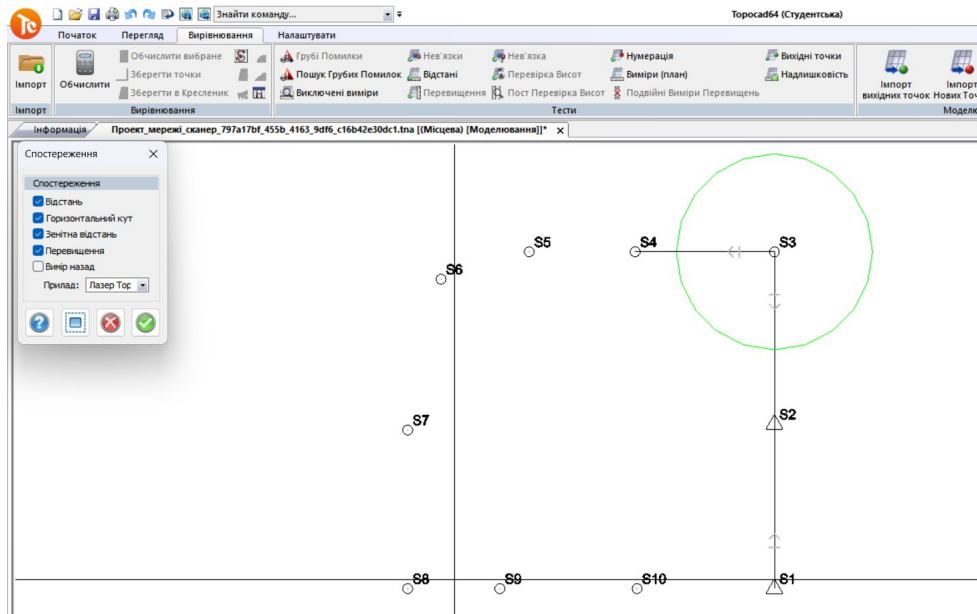 Tc
Знайти команду...
Toposad64 (Студентська)
Початок Перегляд Вирівнювання Налаштувати
Імпорт
Обчислити
Обчислити вибране
Зберегти точки
Зберегти в Кресленик
Грубі Помилки
Пошук Грубих Помилок
Виключені виміри
Нев'язки
Відстані
Перевищення
Нев'язка
Перевірка Висот
Пост Перевірка Висот
Нумерація
Виміри (план)
Подвійні Виміри Перевищень
Вихідні точки
Надлишковість
Імпорт
вихідних точок
Імпорт
Нових Точ
Імпорт Вирівнювання Тести Моделю
Інформація Проект_мережі_сканер_797a17bf_455b_4163_9df6_c16b42e30dc1.tna [(Місцева) [Моделювання]]*
Спостереження
Спостереження
Відстань
Горизонтальний кут
Зенітна відстань
Перевищення
Вимір назад
Прилад: Лазер Тор
S5 S4 S3
S6
S7 S2
S8 S9 S10 S1